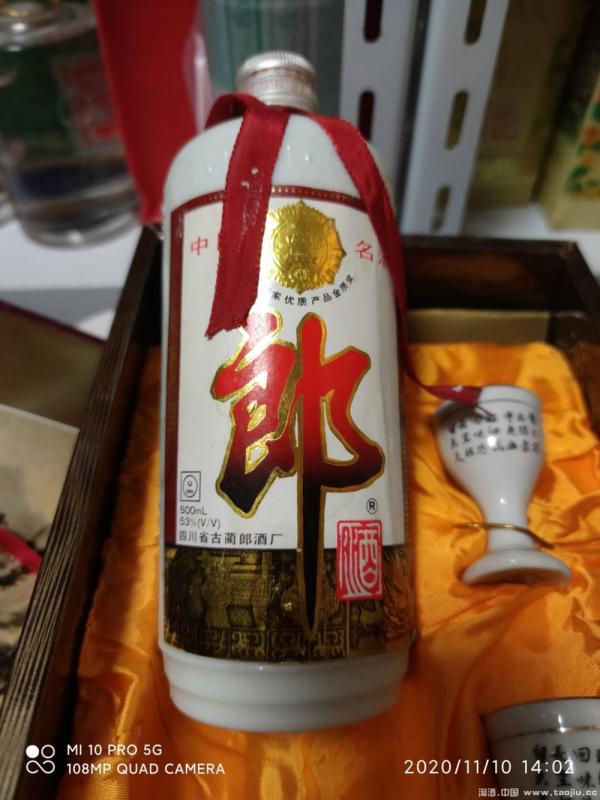 中
名
家优质产品金质奖
郎
®
酒
500mL
53%(V/V)
四川省古蔺郎酒厂
MI 10 PRO 5G
108MP QUAD CAMERA
2020/11/10 14:02
淘酒.中国 www.taojiu.cc